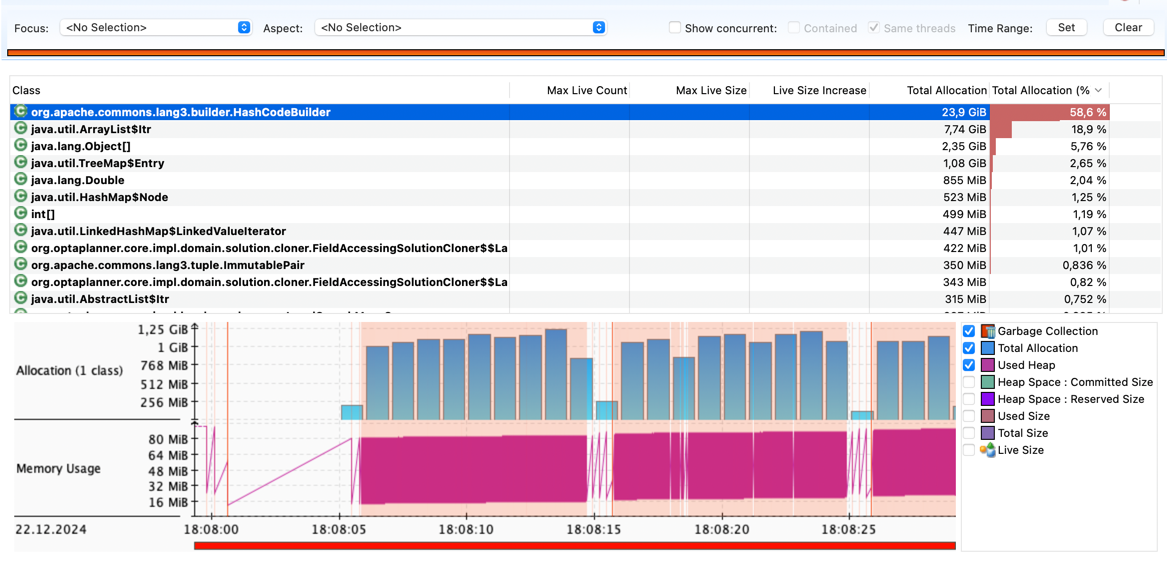 Focus: <No Selection> Aspect: <No Selection> Show concurrent: Contained Same threads Time Range: Set Clear
Class Max Live Count Max Live Size Live Size Increase Total Allocation Total Allocation (%
org.apache.commons.lang3.builder.HashCodeBuilder 23,9 GiB 58,6 %
java.util.ArrayList$Itr 7,74 GiB 18,9 %
java.lang.Object[] 2,35 GiB 5,76 %
java.util.TreeMap$Entry 1,08 GiB 2,65 %
java.lang.Double 855 MiB 2,04 %
java.util.HashMap$Node 523 MiB 1,25 %
int[] 499 MiB 1,19 %
java.util.LinkedHashMap$LinkedValueIterator 447 MiB 1,07 %
org.optaplanner.core.impl.domain.solution.cloner.FieldAccessingSolutionCloner$$La 422 MiB 1,01 %
org.apache.commons.lang3.tuple.ImmutablePair 350 MiB 0,836 %
org.optaplanner.core.impl.domain.solution.cloner.FieldAccessingSolutionCloner$$La 343 MiB 0,82 %
java.util.AbstractList$Itr 315 MiB 0,752 %
Allocation (1 class)
1,25 GiB
1 GiB
768 MiB
512 MiB
256 MiB
Memory Usage
80 MiB
64 MiB
48 MiB
32 MiB
16 MiB
22.12.2024 18:08:00 18:08:05 18:08:10 18:08:15 18:08:20 18:08:25
Garbage Collection
Total Allocation
Used Heap
Heap Space : Committed Size
Heap Space : Reserved Size
Used Size
Total Size
Live Size